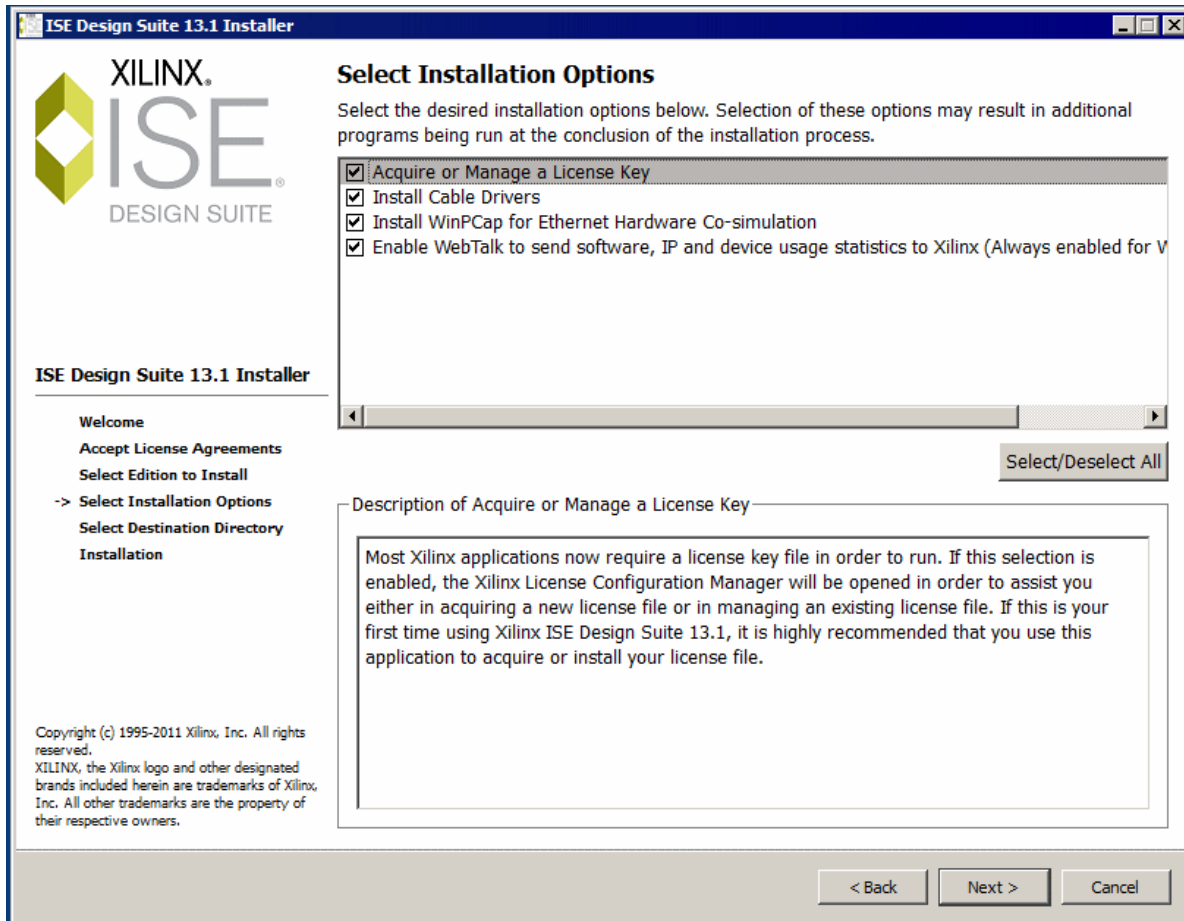 ISE Design Suite 13.1 Installer
XILINX®
ISE®
DESIGN SUITE
ISE Design Suite 13.1 Installer
Welcome
Accept License Agreements
Select Edition to Install
-> Select Installation Options
Select Destination Directory
Installation
Copyright (c) 1995-2011 Xilinx, Inc. All rights
reserved.
XILINX, the Xilinx logo and other designated
brands included herein are trademarks of Xilinx,
Inc. All other trademarks are the property of
their respective owners.
Select Installation Options
Select the desired installation options below. Selection of these options may result in additional
programs being run at the conclusion of the installation process.
Acquire or Manage a License Key
Install Cable Drivers
Install WinPCap for Ethernet Hardware Co-simulation
Enable WebTalk to send software, IP and device usage statistics to Xilinx (Always enabled for
Select/Deselect All
Description of Acquire or Manage a License Key
Most Xilinx applications now require a license key file in order to run. If this selection is
enabled, the Xilinx License Configuration Manager will be opened in order to assist you
either in acquiring a new license file or in managing an existing license file. If this is your
first time using Xilinx ISE Design Suite 13.1, it is highly recommended that you use this
application to acquire or install your license file.
< Back
Next >
Cancel